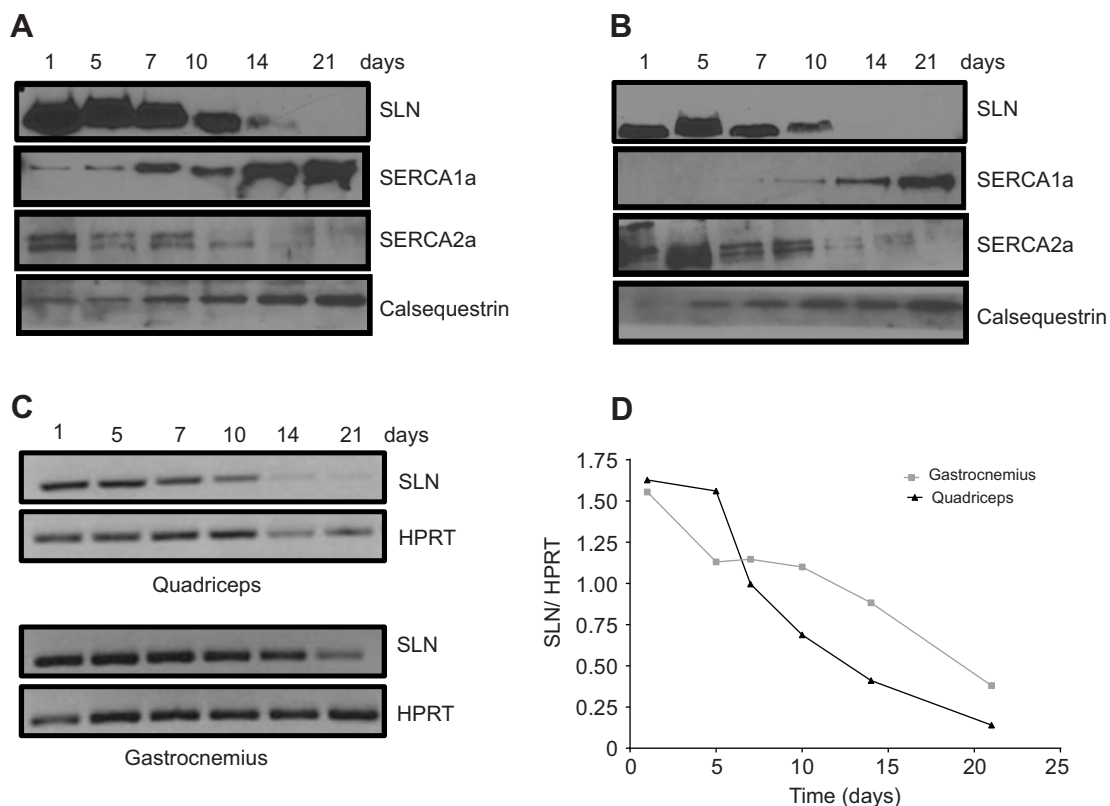 A
1 5 7 10 14 21 days
SLN
SERCA1a
SERCA2a
Calsequestrin
B
1 5 7 10 14 21 days
SLN
SERCA1a
SERCA2a
Calsequestrin
C
1 5 7 10 14 21 days
SLN
HPRT
Quadriceps
SLN
HPRT
Gastrocnemius
D
1.75
1.50
1.25
1.00
0.75
0.50
0.25
0
SLN/ HPRT
Gastrocnemius
Quadriceps
0 5 10 15 20 25
Time (days)